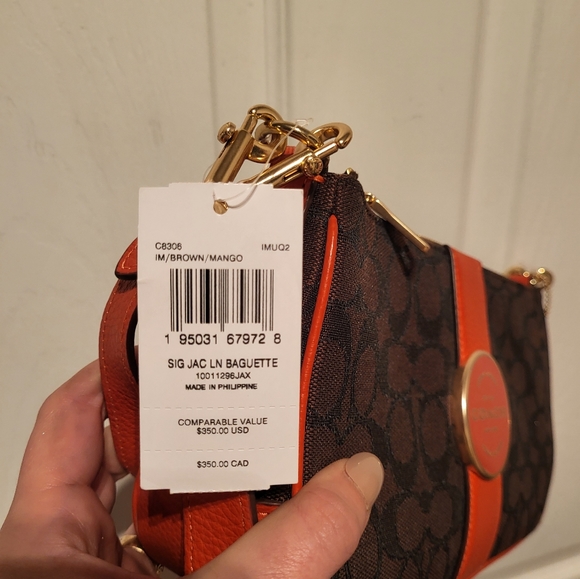 C8308 IMUQ2
IM/BROWN/MANGO
1 95031 67972 8
SIG JAC LN BAGUETTE
10011296JAX
MADE IN PHILIPPINE
COMPARABLE VALUE
$350.00 USD
$350.00 CAD